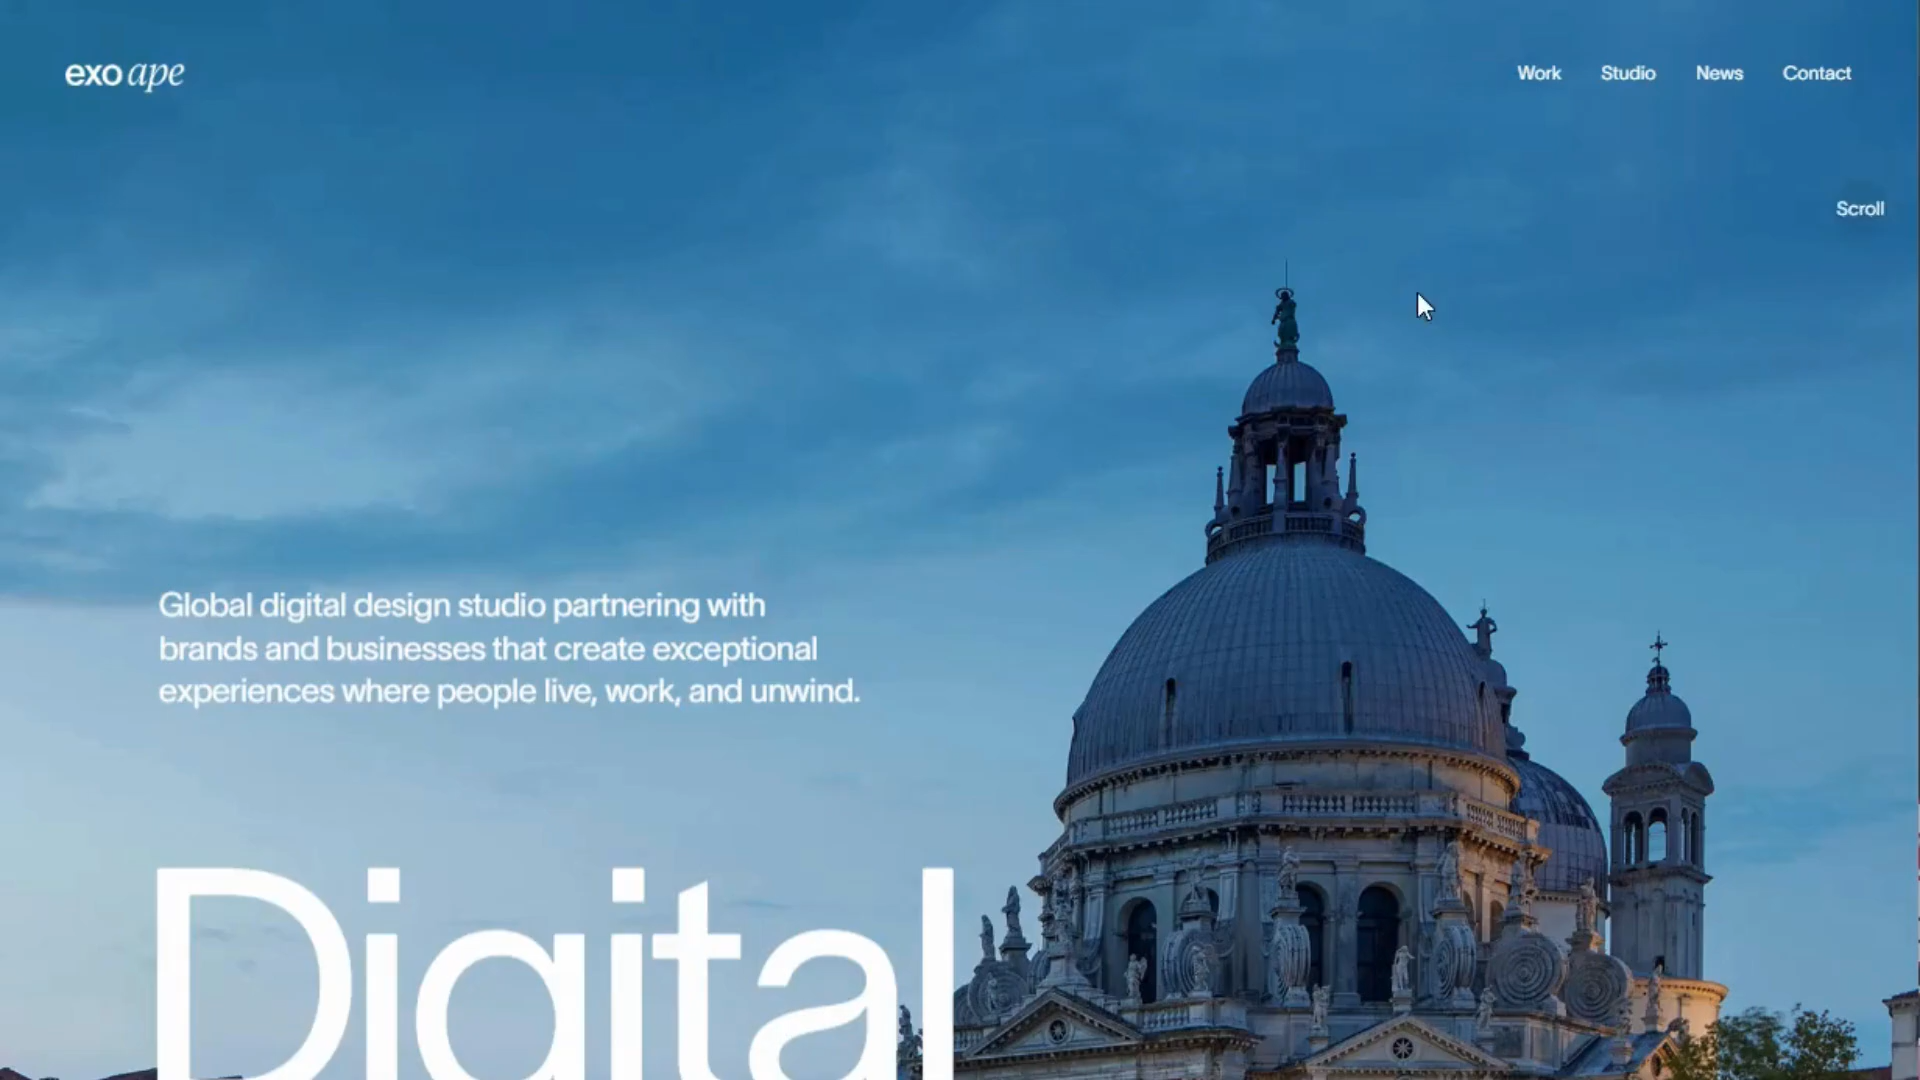 exo ape
Work Studio News Contact
Scroll
Global digital design studio partnering with
brands and businesses that create exceptional
experiences where people live, work, and unwind.
Digital